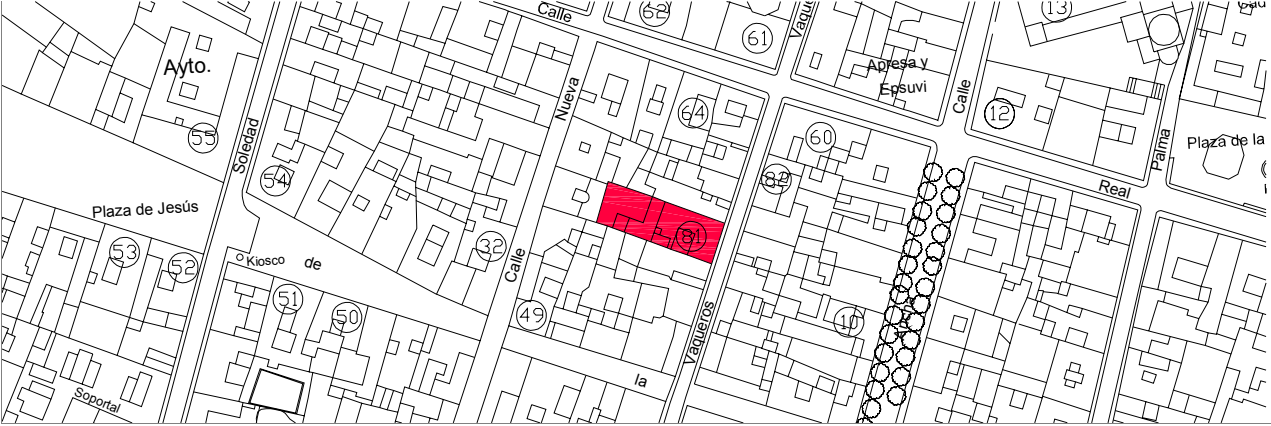 Calle
62
61
13
Ayto.
Apresa y
Epsuvi
Nueva
Calle
64
12
55
Soledad
60
Palma
Plaza de la
54
82
Real
Plaza de Jesús
81
53
52
Kiosco
de
32
Calle
51
50
49
10
Vaqueros
la
Soportal